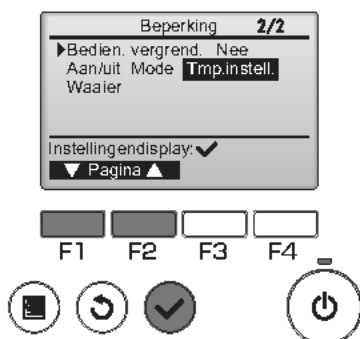 Beperking 2/2
▶Bedien. vergrend. Nee
Aan/uit Mode Tmp.instell.
Waaier
Instellingendisplay:✔
▼ Pagina ▲
F1 F2 F3 F4